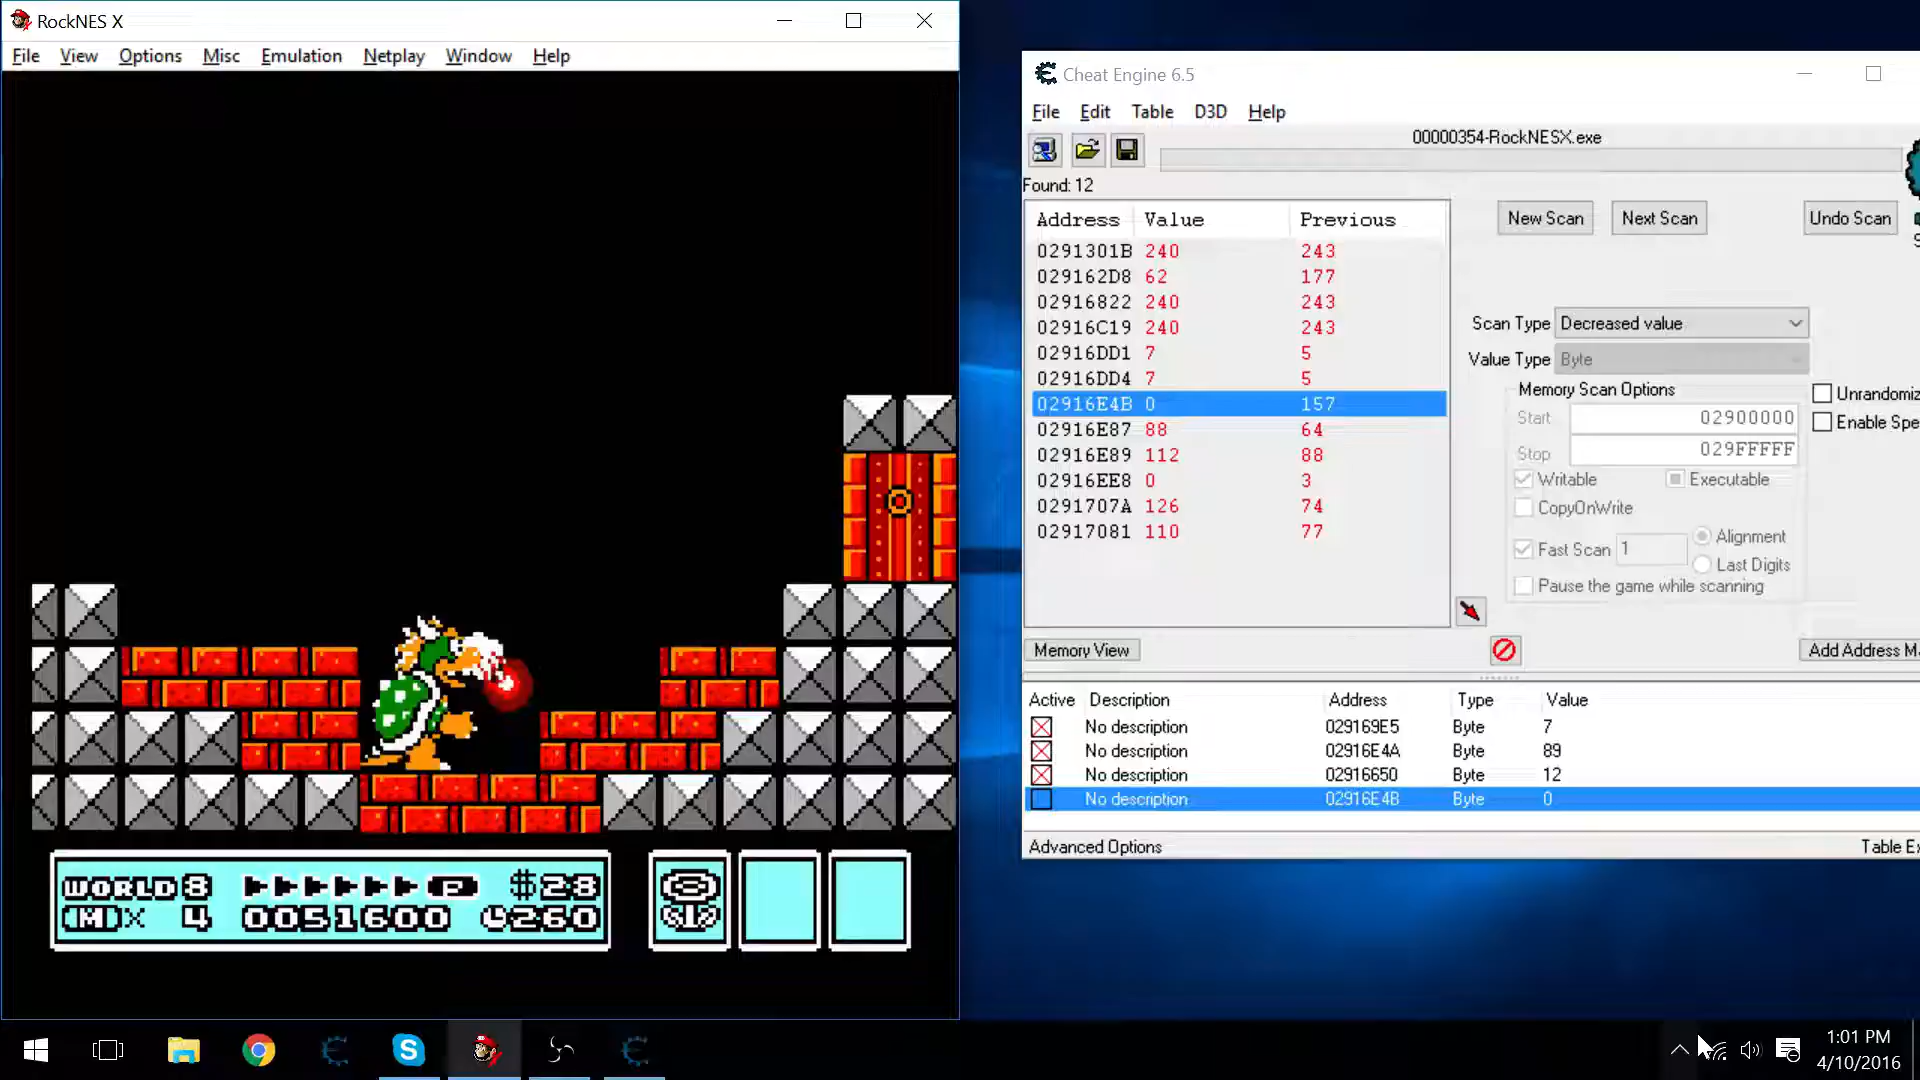 RockNES X
File View Options Misc Emulation Netplay Window Help
WORLD 8 P $28
(M)x 4 0051600 260
Cheat Engine 6.5
File Edit Table D3D Help
00000354-RockNESX.exe
Found: 12
Address Value Previous
0291301B 240 243
029162D8 62 177
02916822 240 243
02916C19 240 243
02916DD1 7 5
02916DD4 7 5
02916E4B 0 157
02916E87 88 64
02916E89 112 88
02916EE8 0 3
0291707A 126 74
02917081 110 77
New Scan Next Scan Undo Scan
Scan Type Decreased value
Value Type Byte
Memory Scan Options
Start 02900000
Stop 029FFFFF
Writable Executable
CopyOnWrite
Fast Scan 1 Alignment
Last Digits
Pause the game while scanning
Unrandomiz
Enable Spe
Memory View Add Address Ma
Active Description Address Type Value
No description 029169E5 Byte 7
No description 02916E4A Byte 89
No description 02916650 Byte 12
No description 02916E4B Byte 0
Advanced Options Table Ex
1:01 PM
4/10/2016